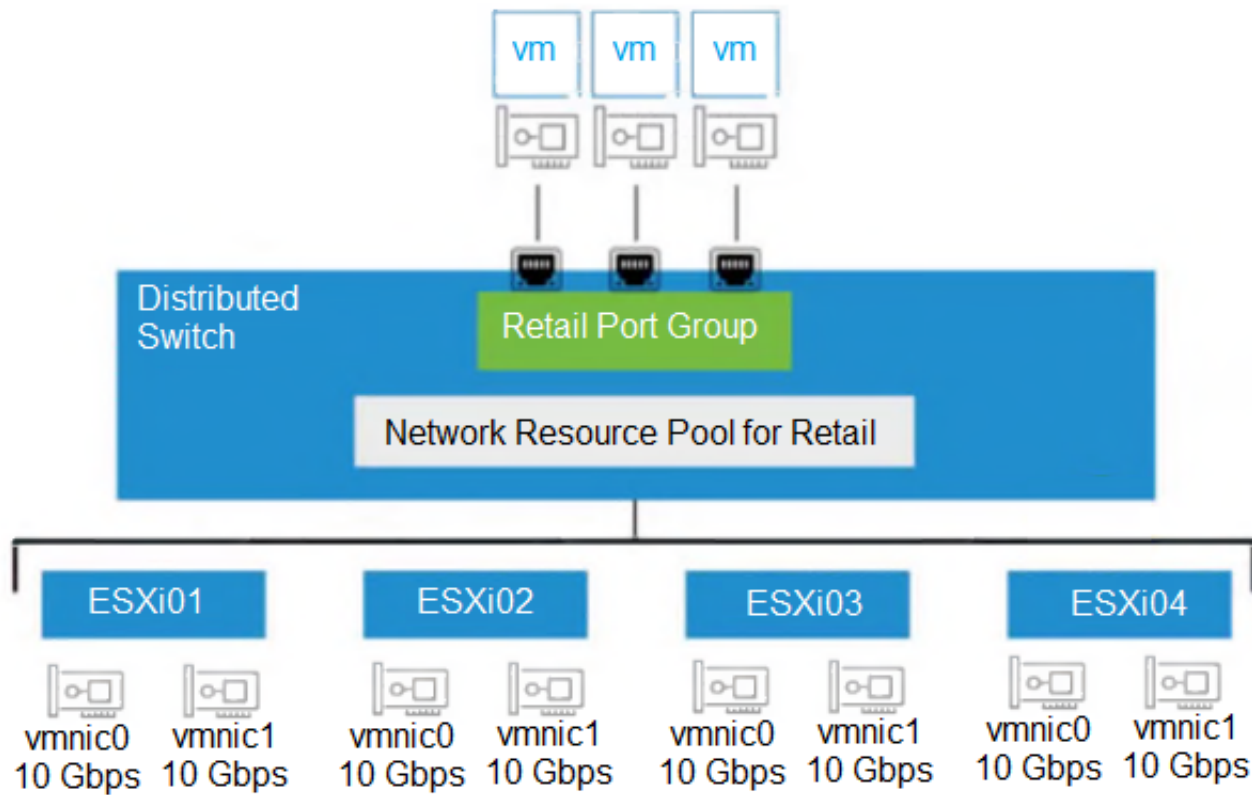 vm vm vm
Distributed
Switch
Retail Port Group
Network Resource Pool for Retail
ESXi01 ESXi02 ESXi03 ESXi04
vmnic0 vmnic1 vmnic0 vmnic1 vmnic0 vmnic1 vmnic0 vmnic1
10 Gbps 10 Gbps 10 Gbps 10 Gbps 10 Gbps 10 Gbps 10 Gbps 10 Gbps